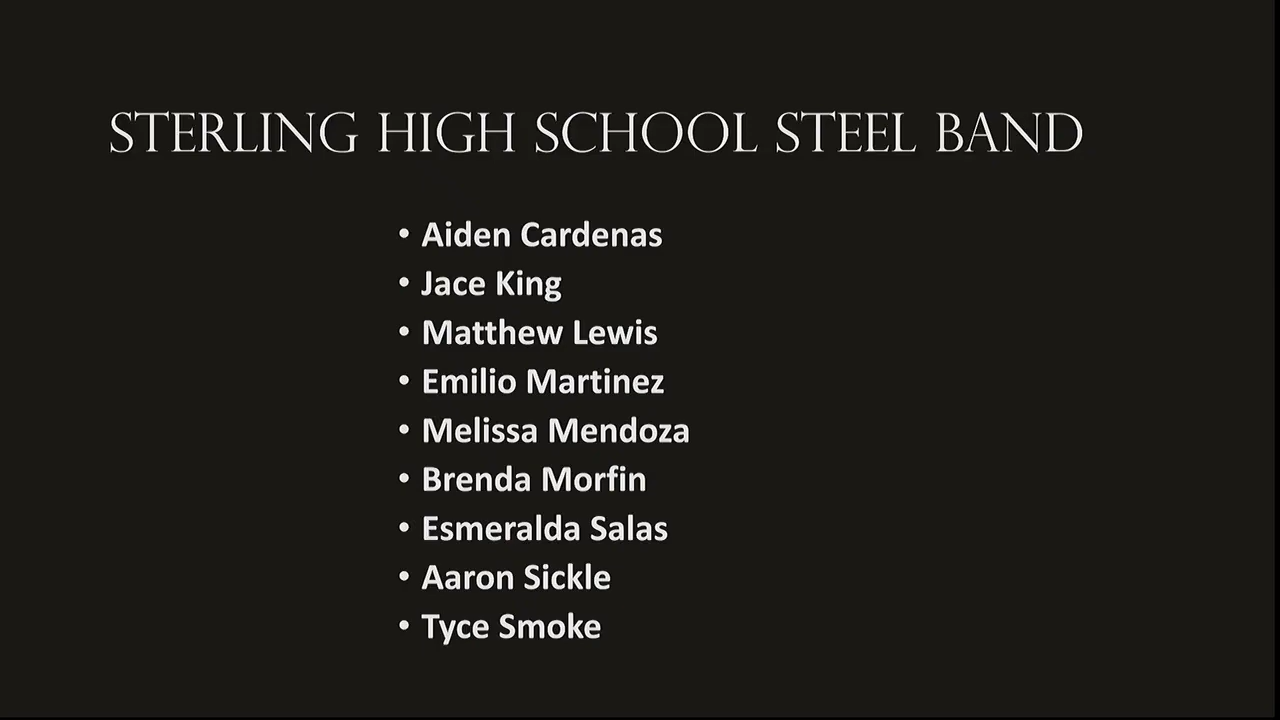 STERLING HIGH SCHOOL STEEL BAND
• Aiden Cardenas
• Jace King
• Matthew Lewis
• Emilio Martinez
• Melissa Mendoza
• Brenda Morfin
• Esmeralda Salas
• Aaron Sickle
• Tyce Smoke